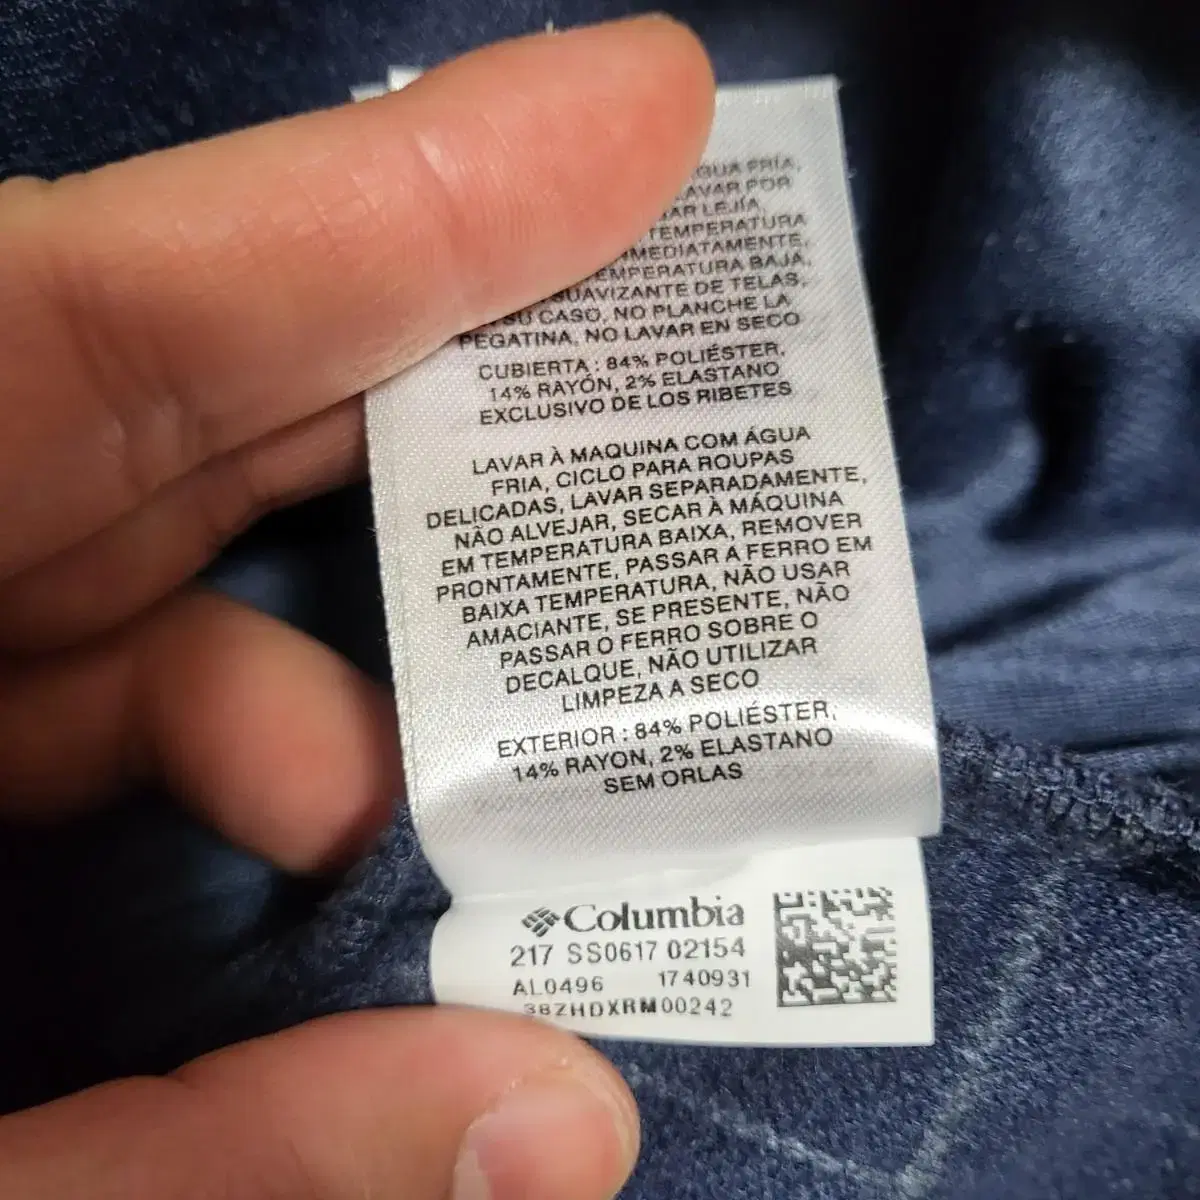 GUA FRÍA,
LAVAR POR
AR LEJÍA
TEMPERATURA
MEDIATAMENTE,
EMPERATURA BAJA,
SUAVIZANTE DE TELAS,
SU CASO, NO PLANCHE LA
PEGATINA, NO LAVAR EN SECO
CUBIERTA : 84% POLIÉSTER,
14% RAYÓN, 2% ELASTANO
EXCLUSIVO DE LOS RIBETES
LAVAR À MAQUINA COM ÁGUA
FRIA, CICLO PARA ROUPAS
DELICADAS, LAVAR SEPARADAMENTE,
NÃO ALVEJAR, SECAR À MÁQUINA
EM TEMPERATURA BAIXA, REMOVER
PRONTAMENTE, PASSAR A FERRO EM
BAIXA TEMPERATURA, NÃO USAR
AMACIANTE, SE PRESENTE, NÃO
PASSAR O FERRO SOBRE O
DECALQUE, NÃO UTILIZAR
LIMPEZA A SECO
EXTERIOR : 84% POLIÉSTER,
14% RAYON, 2% ELASTANO
SEM ORLAS
Columbia
217 SS0617 02154
AL0496 1740931
38ZHDXRM00242